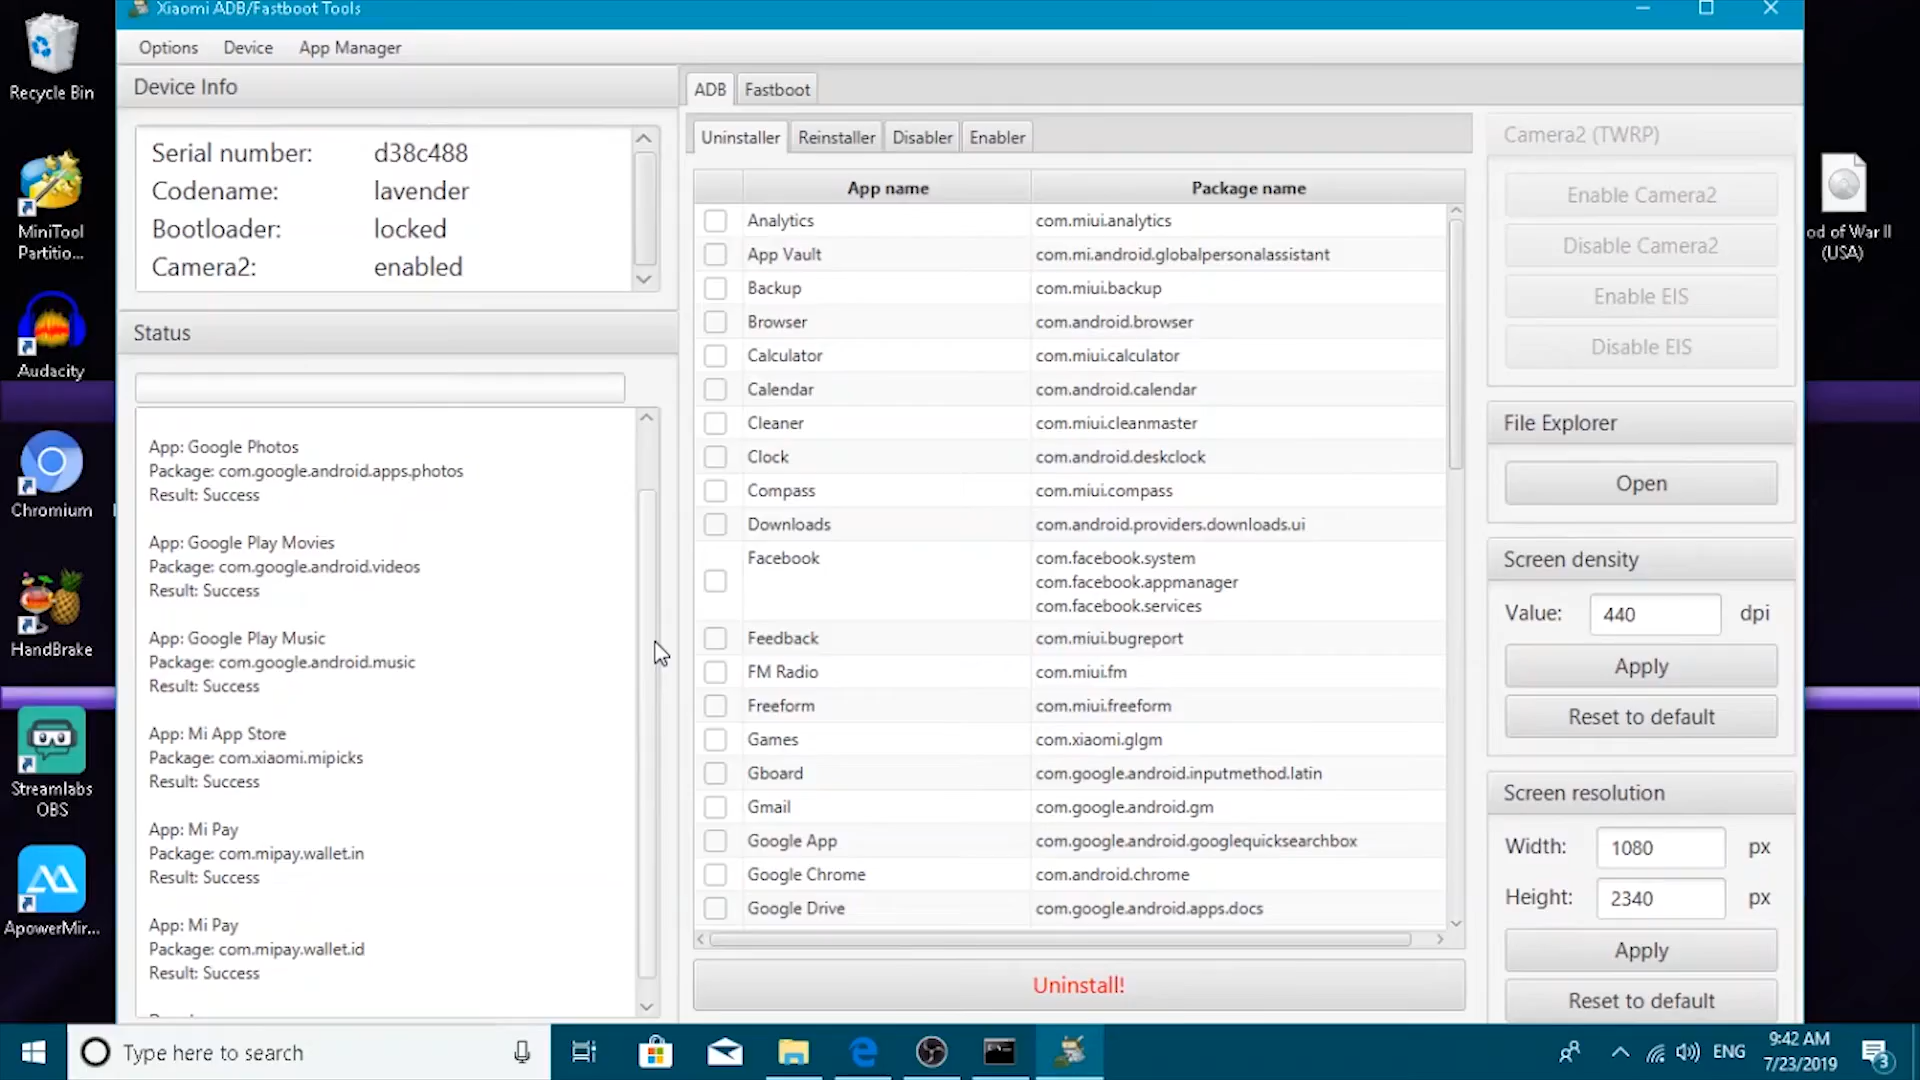 Xiaomi ADB/Fastboot Tools
Options Device App Manager
Device Info
Serial number: d38c488
Codename: lavender
Bootloader: locked
Camera2: enabled
Status
App: Google Photos
Package: com.google.android.apps.photos
Result: Success
App: Google Play Movies
Package: com.google.android.videos
Result: Success
App: Google Play Music
Package: com.google.android.music
Result: Success
App: Mi App Store
Package: com.xiaomi.mipicks
Result: Success
App: Mi Pay
Package: com.mipay.wallet.in
Result: Success
App: Mi Pay
Package: com.mipay.wallet.id
Result: Success
ADB Fastboot
Uninstaller Reinstaller Disabler Enabler
App name Package name
Analytics com.miui.analytics
App Vault com.mi.android.globalpersonalassistant
Backup com.miui.backup
Browser com.android.browser
Calculator com.miui.calculator
Calendar com.android.calendar
Cleaner com.miui.cleanmaster
Clock com.android.deskclock
Compass com.miui.compass
Downloads com.android.providers.downloads.ui
Facebook com.facebook.system
com.facebook.appmanager
com.facebook.services
Feedback com.miui.bugreport
FM Radio com.miui.fm
Freeform com.miui.freeform
Games com.xiaomi.glgm
Gboard com.google.android.inputmethod.latin
Gmail com.google.android.gm
Google App com.google.android.googlequicksearchbox
Google Chrome com.android.chrome
Google Drive com.google.android.apps.docs
Uninstall!
Camera2 (TWRP)
Enable Camera2
Disable Camera2
Enable EIS
Disable EIS
File Explorer
Open
Screen density
Value: 440 dpi
Apply
Reset to default
Screen resolution
Width: 1080 px
Height: 2340 px
Apply
Reset to default
Recycle Bin
MiniTool
Partitio...
Audacity
Chromium
HandBrake
Streamlabs
OBS
ApowerMir...
od of War II
(USA)
Type here to search
ENG
9:42 AM
7/23/2019
3